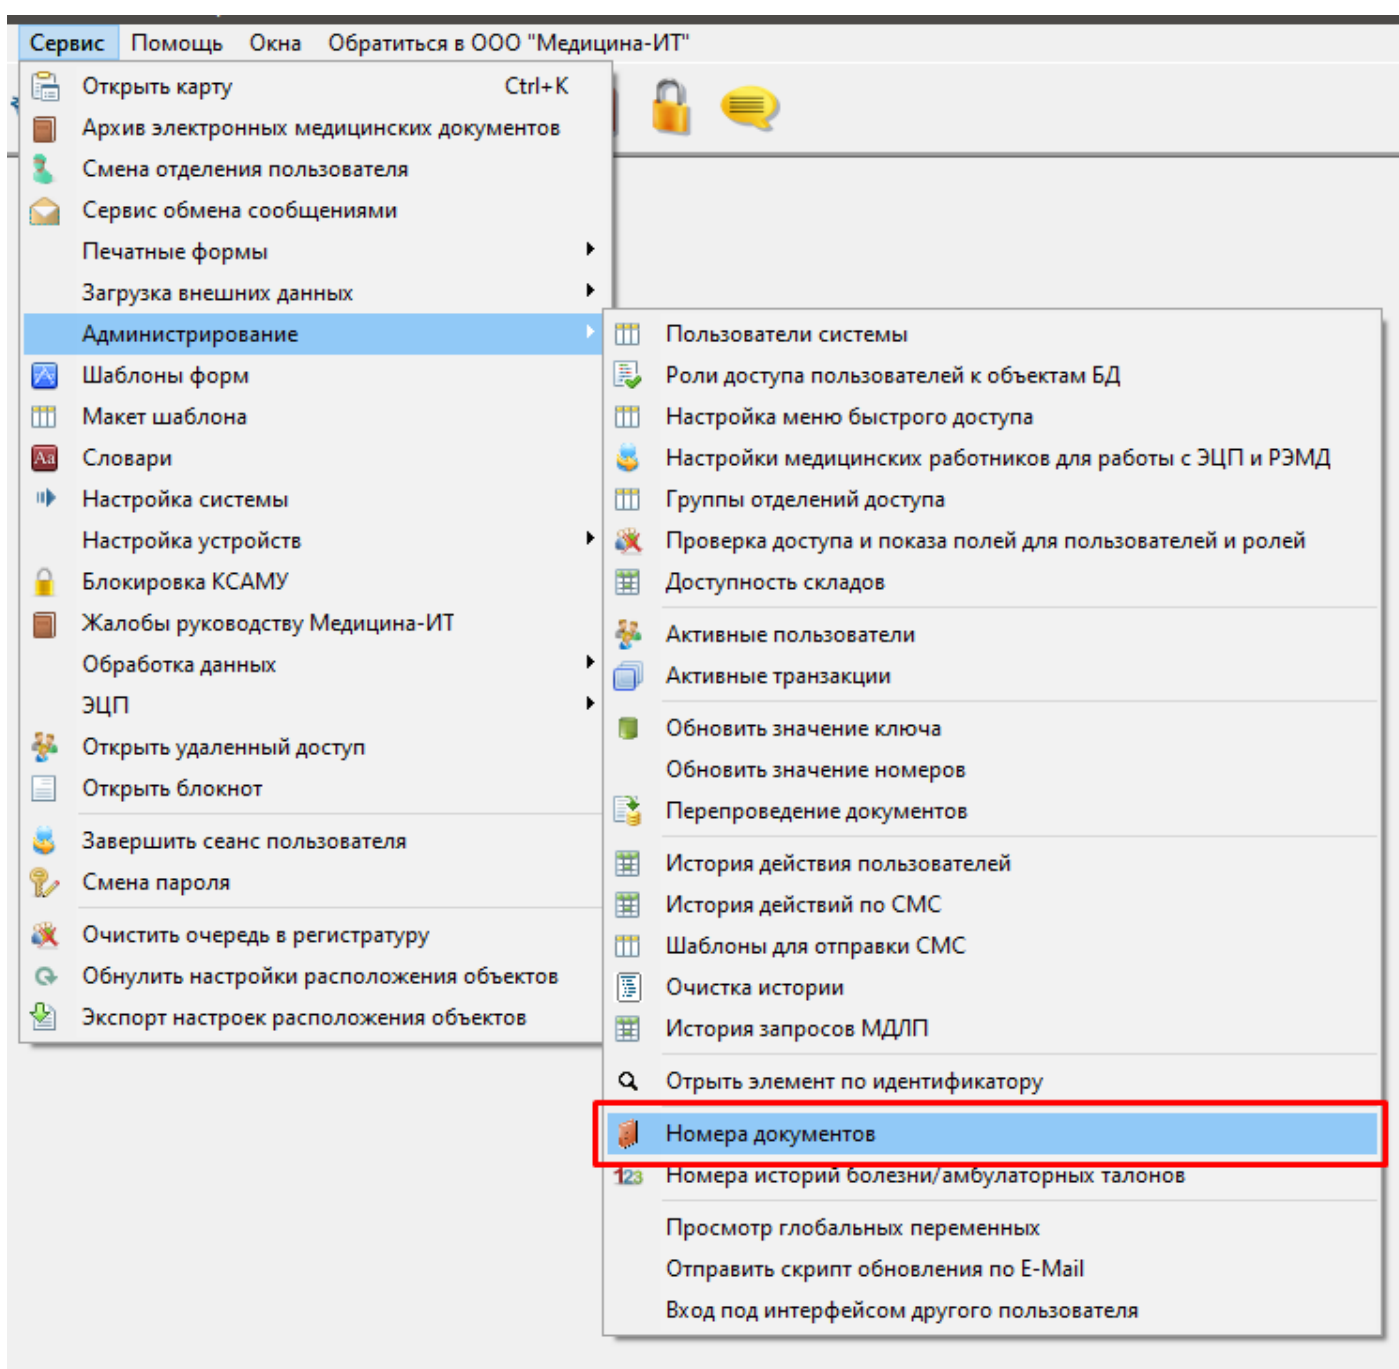 Сервис Помощь Окна Обратиться в ООО "Медицина-ИТ"
Открыть карту Ctrl+K
Архив электронных медицинских документов
Смена отделения пользователя
Сервис обмена сообщениями
Печатные формы
Загрузка внешних данных
Администрирование
Шаблоны форм
Макет шаблона
Aa Словари
Настройка системы
Настройка устройств
Блокировка КСАМУ
Жалобы руководству Медицина-ИТ
Обработка данных
ЭЦП
Открыть удаленный доступ
Открыть блокнот
Завершить сеанс пользователя
Смена пароля
Очистить очередь в регистратуру
Обнулить настройки расположения объектов
Экспорт настроек расположения объектов
Пользователи системы
Роли доступа пользователей к объектам БД
Настройка меню быстрого доступа
Настройки медицинских работников для работы с ЭЦП и РЭМД
Группы отделений доступа
Проверка доступа и показа полей для пользователей и ролей
Доступность складов
Активные пользователи
Активные транзакции
Обновить значение ключа
Обновить значение номеров
Перепроведение документов
История действия пользователей
История действий по СМС
Шаблоны для отправки СМС
Очистка истории
История запросов МДЛП
Отрыть элемент по идентификатору
Номера документов
123 Номера историй болезни/амбулаторных талонов
Просмотр глобальных переменных
Отправить скрипт обновления по E-Mail
Вход под интерфейсом другого пользователя